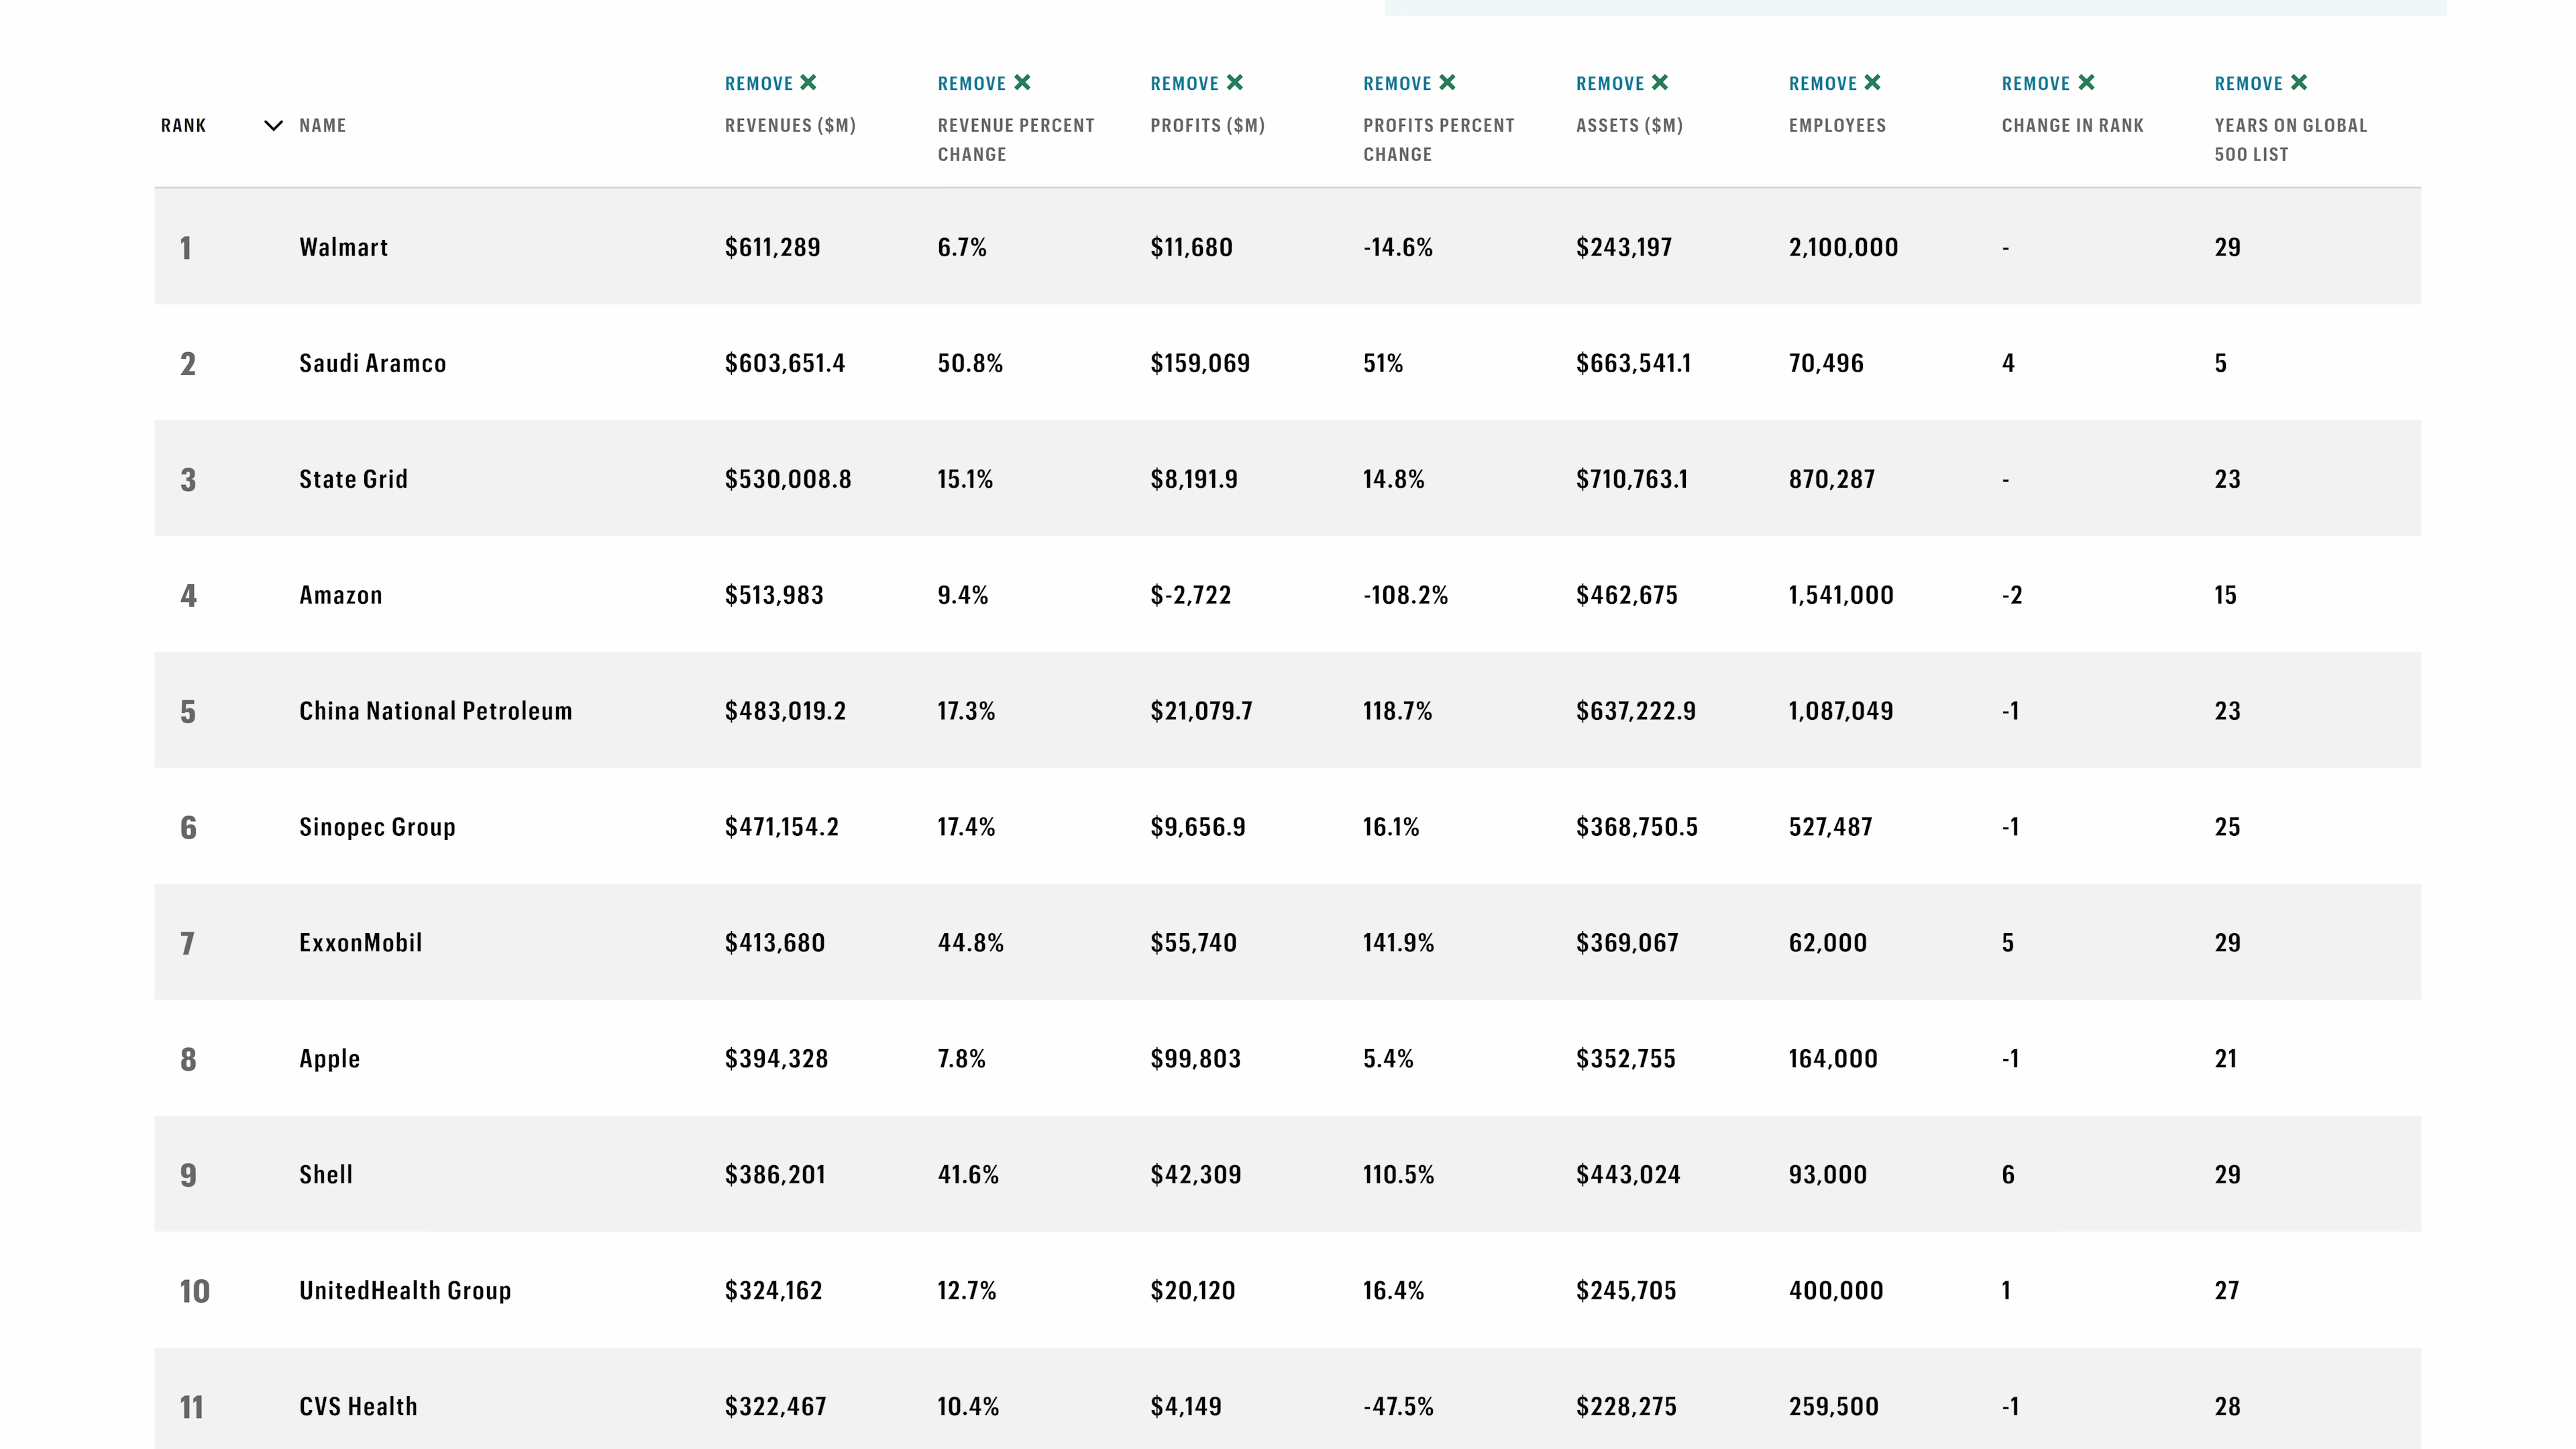 REMOVE ✕ REMOVE ✕ REMOVE ✕ REMOVE ✕ REMOVE ✕ REMOVE ✕ REMOVE ✕ REMOVE ✕
RANK NAME REVENUES ($M) REVENUE PERCENT PROFITS ($M) PROFITS PERCENT ASSETS ($M) EMPLOYEES CHANGE IN RANK YEARS ON GLOBAL
CHANGE CHANGE 500 LIST
1 Walmart $611,289 6.7% $11,680 -14.6% $243,197 2,100,000 - 29
2 Saudi Aramco $603,651.4 50.8% $159,069 51% $663,541.1 70,496 4 5
3 State Grid $530,008.8 15.1% $8,191.9 14.8% $710,763.1 870,287 - 23
4 Amazon $513,983 9.4% $-2,722 -108.2% $462,675 1,541,000 -2 15
5 China National Petroleum $483,019.2 17.3% $21,079.7 118.7% $637,222.9 1,087,049 -1 23
6 Sinopec Group $471,154.2 17.4% $9,656.9 16.1% $368,750.5 527,487 -1 25
7 ExxonMobil $413,680 44.8% $55,740 141.9% $369,067 62,000 5 29
8 Apple $394,328 7.8% $99,803 5.4% $352,755 164,000 -1 21
9 Shell $386,201 41.6% $42,309 110.5% $443,024 93,000 6 29
10 UnitedHealth Group $324,162 12.7% $20,120 16.4% $245,705 400,000 1 27
11 CVS Health $322,467 10.4% $4,149 -47.5% $228,275 259,500 -1 28